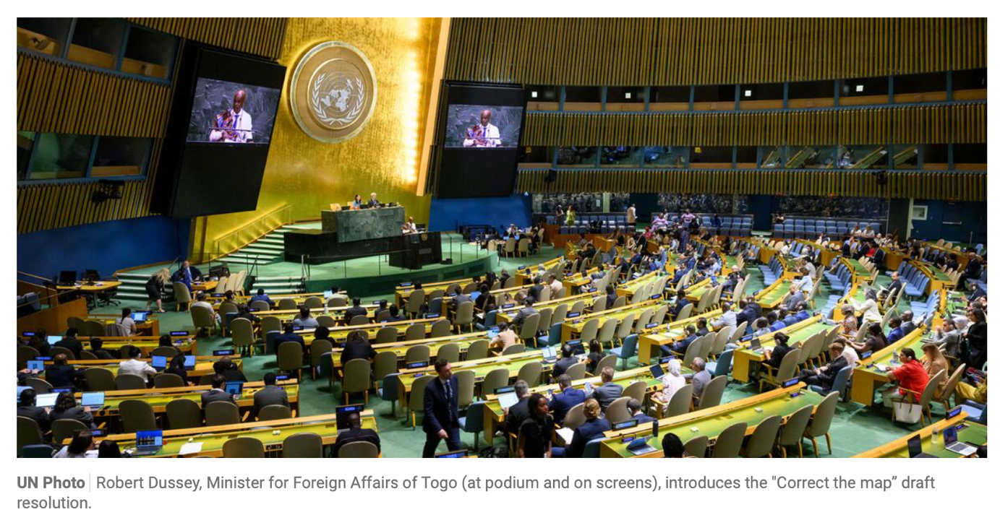 UN Photo | Robert Dussey, Minister for Foreign Affairs of Togo (at podium and on screens), introduces the "Correct the map” draft
resolution.